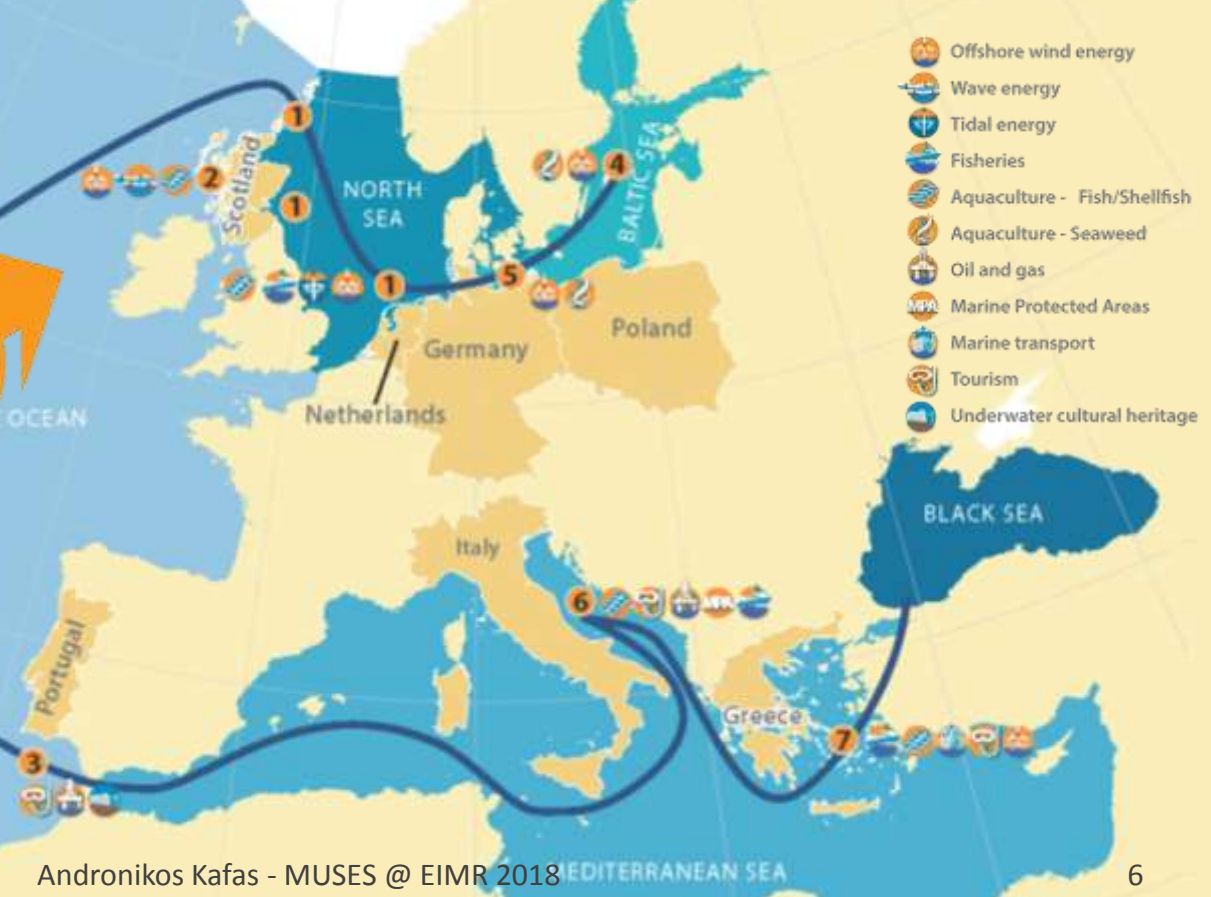 Offshore wind energy
Wave energy
Tidal energy
Fisheries
Aquaculture - Fish/Shellfish
Aquaculture - Seaweed
Oil and gas
MPA Marine Protected Areas
Marine transport
Tourism
Underwater cultural heritage
1
2
Scotland
1
NORTH
SEA
4
BALTIC SEA
1
5
Poland
Germany
Netherlands
OCEAN
BLACK SEA
Italy
6
MPA
Portugal
Greece
7
3
MEDITERRANEAN SEA
Andronikos Kafas - MUSES @ EIMR 2018
6